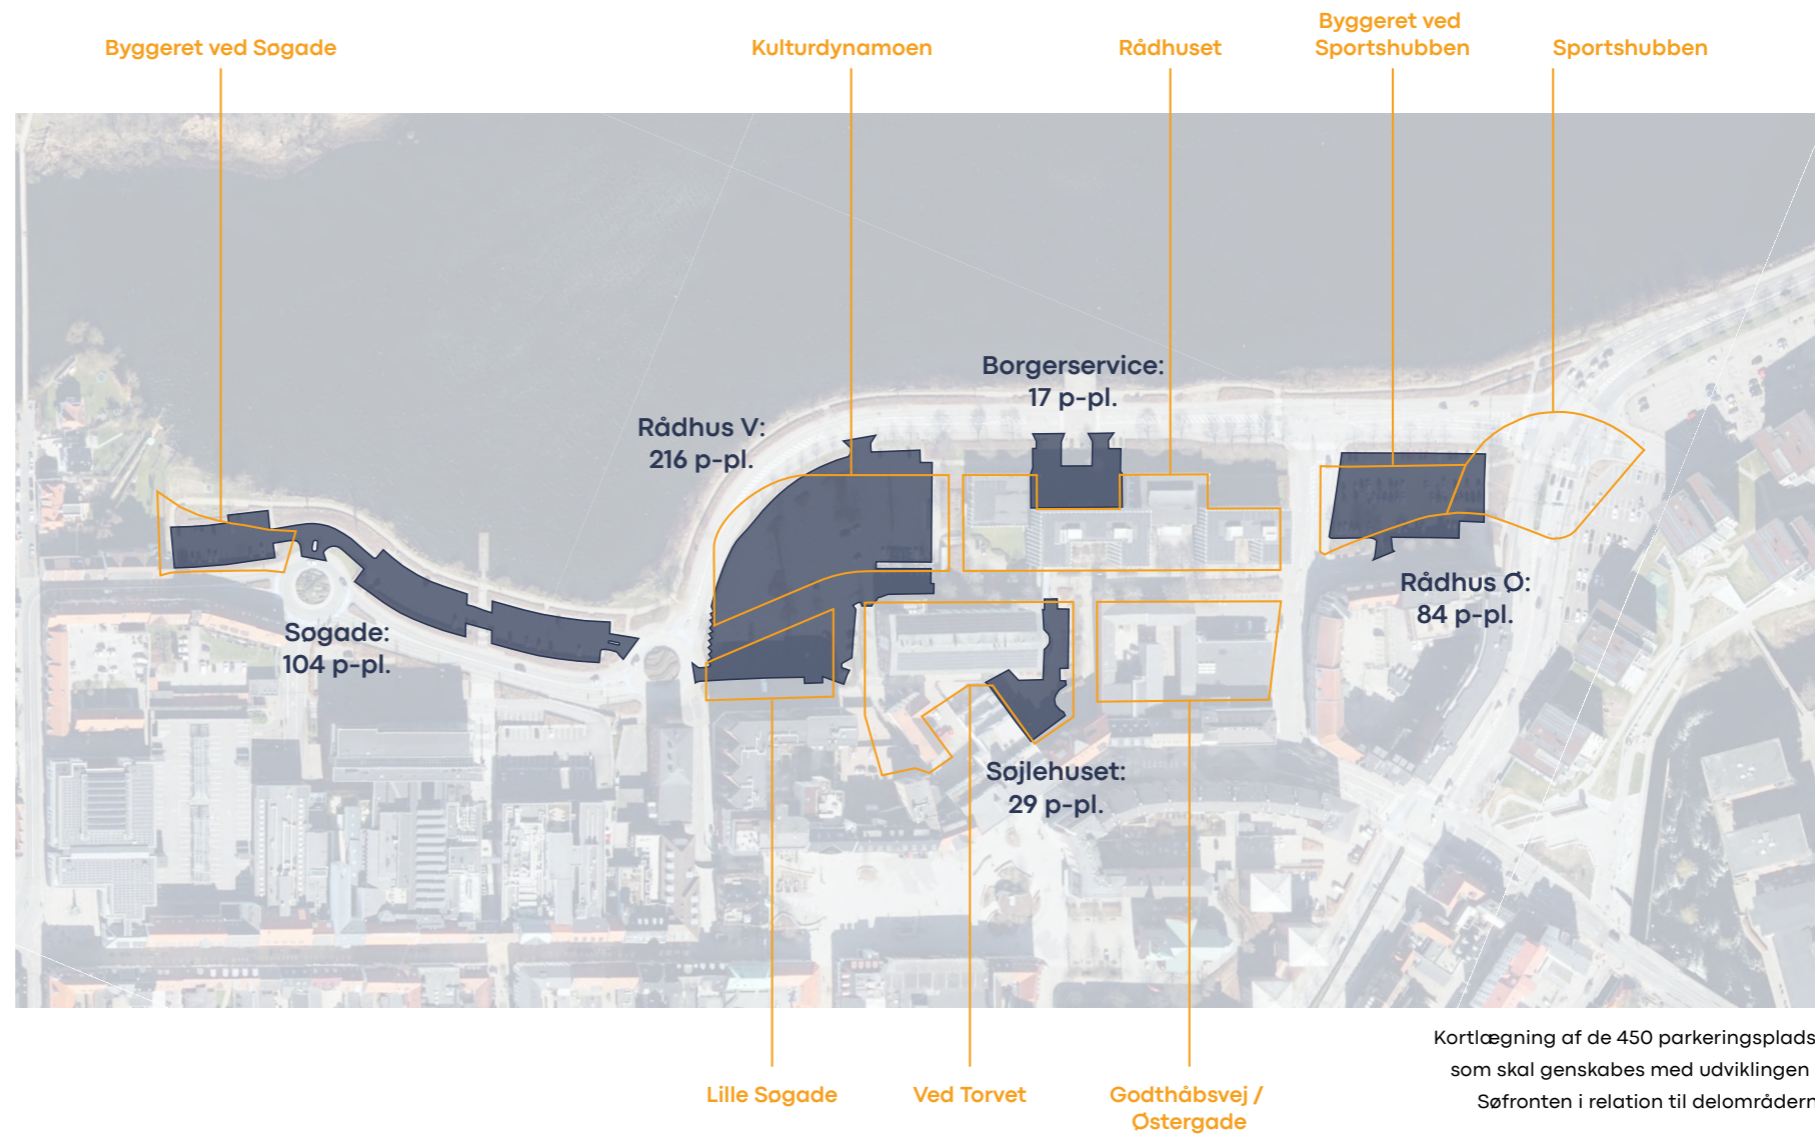 Byggeret ved Søgade
Kulturdynamoen
Rådhuset
Byggeret ved
Sportshubben
Sportshubben
Borgerservice:
17 p-pl.
Rådhus V:
216 p-pl.
Rådhus Ø:
84 p-pl.
Søgade:
104 p-pl.
Søjlehuset:
29 p-pl.
Lille Søgade
Ved Torvet
Godthåbsvej /
Østergade
Kortlægning af de 450 parkeringsplads
som skal genskabes med udviklingen
Søfronten i relation til delområdern